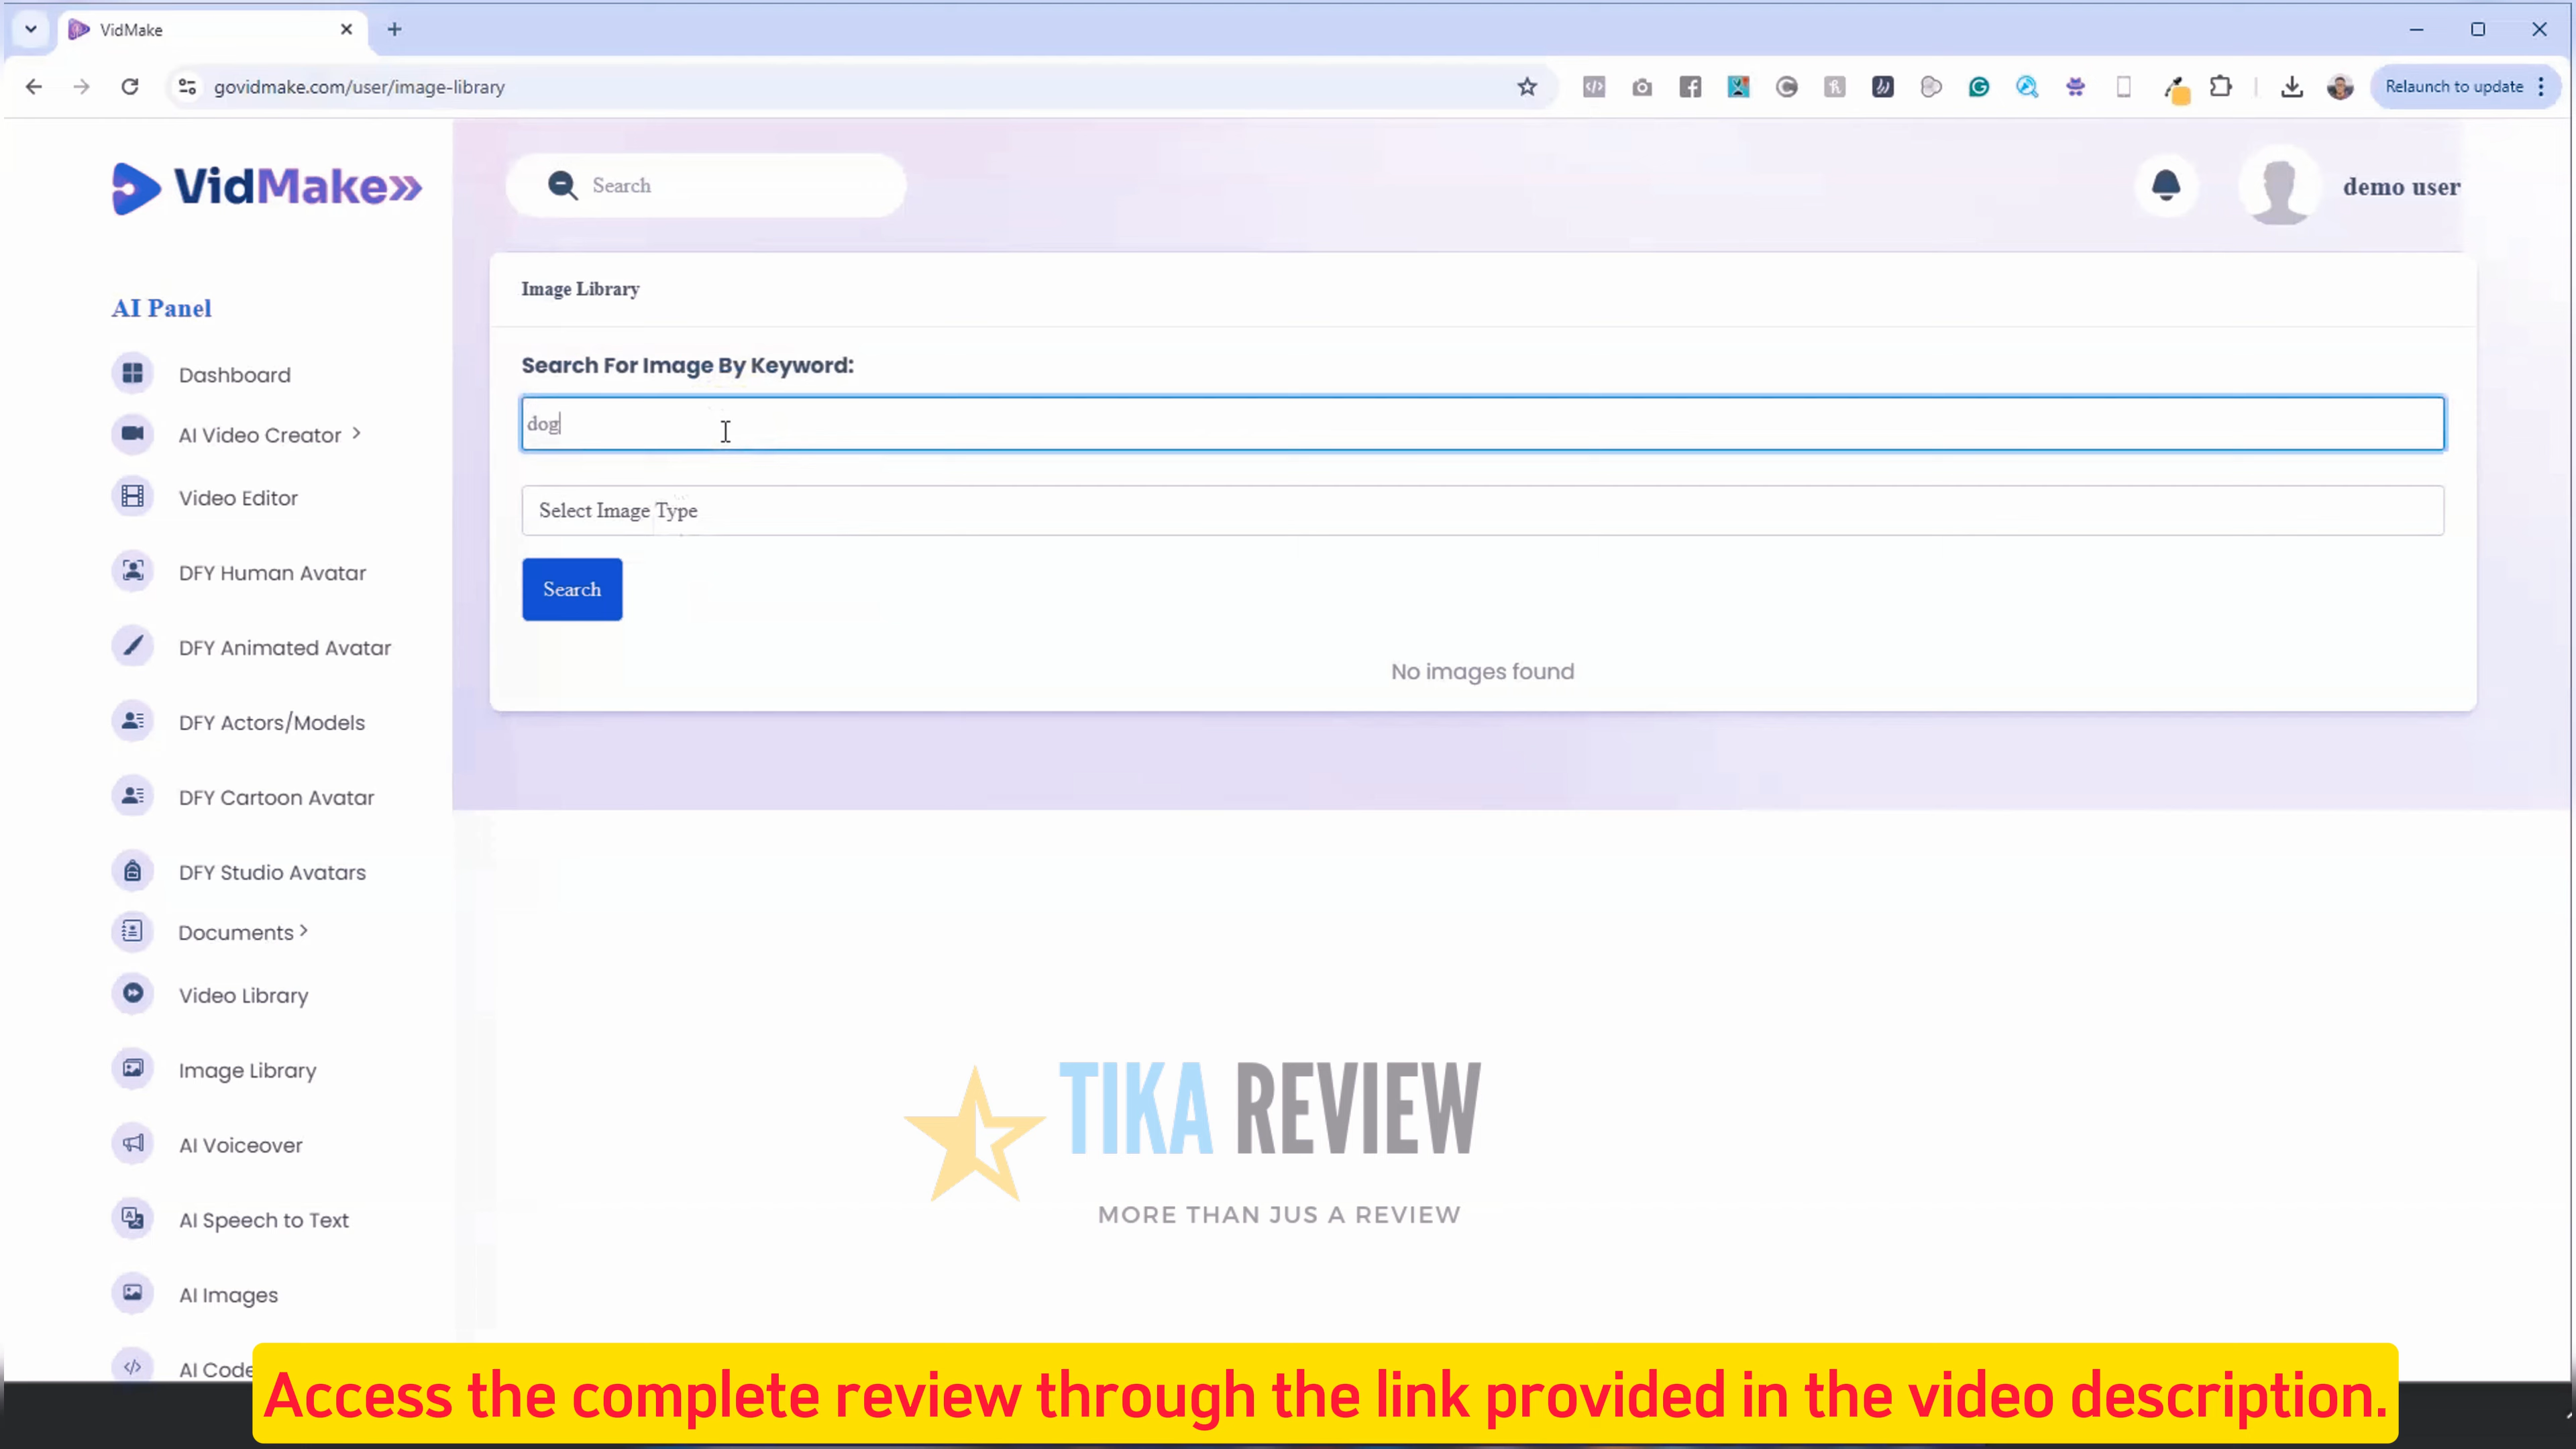 VidMake
govidmake.com/user/image-library
Relaunch to update
VidMake
Search
demo user
AI Panel
Dashboard
AI Video Creator
Video Editor
DFY Human Avatar
DFY Animated Avatar
DFY Actors/Models
DFY Cartoon Avatar
DFY Studio Avatars
Documents
Video Library
Image Library
AI Voiceover
AI Speech to Text
AI Images
AI Code
Image Library
Search For Image By Keyword:
dog
Select Image Type
Search
No images found
TIKA REVIEW
MORE THAN JUS A REVIEW
Access the complete review through the link provided in the video description.